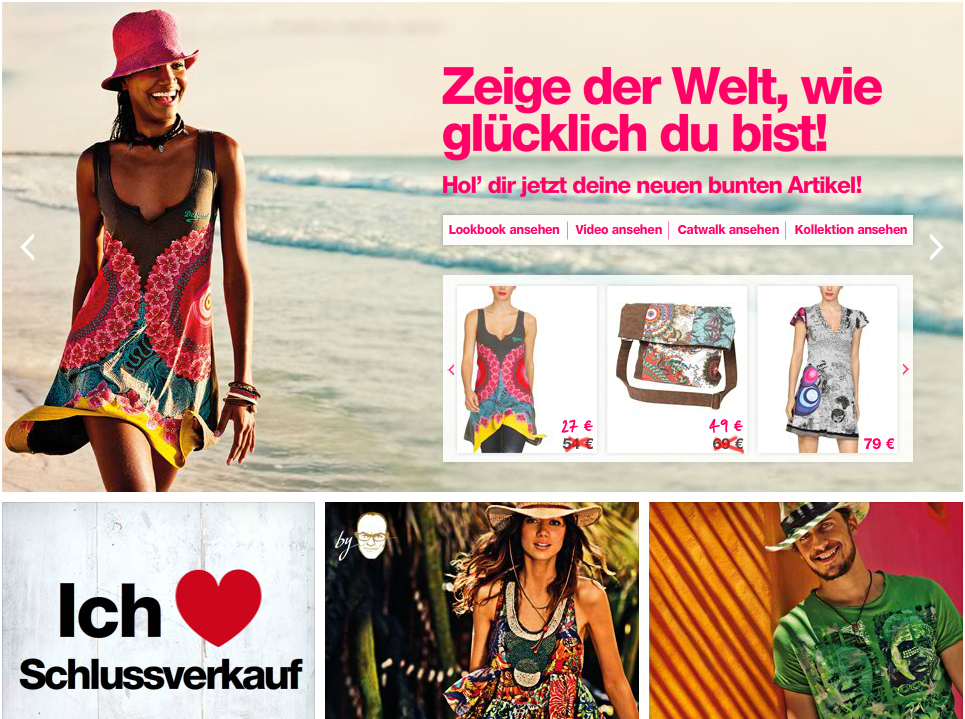 Zeige der Welt, wie
glücklich du bist!
Hol’ dir jetzt deine neuen bunten Artikel!
Lookbook ansehen
Video ansehen
Catwalk ansehen
Kollektion ansehen
27 €
54 €
49 €
69 €
79 €
Ich
Schlussverkauf
by